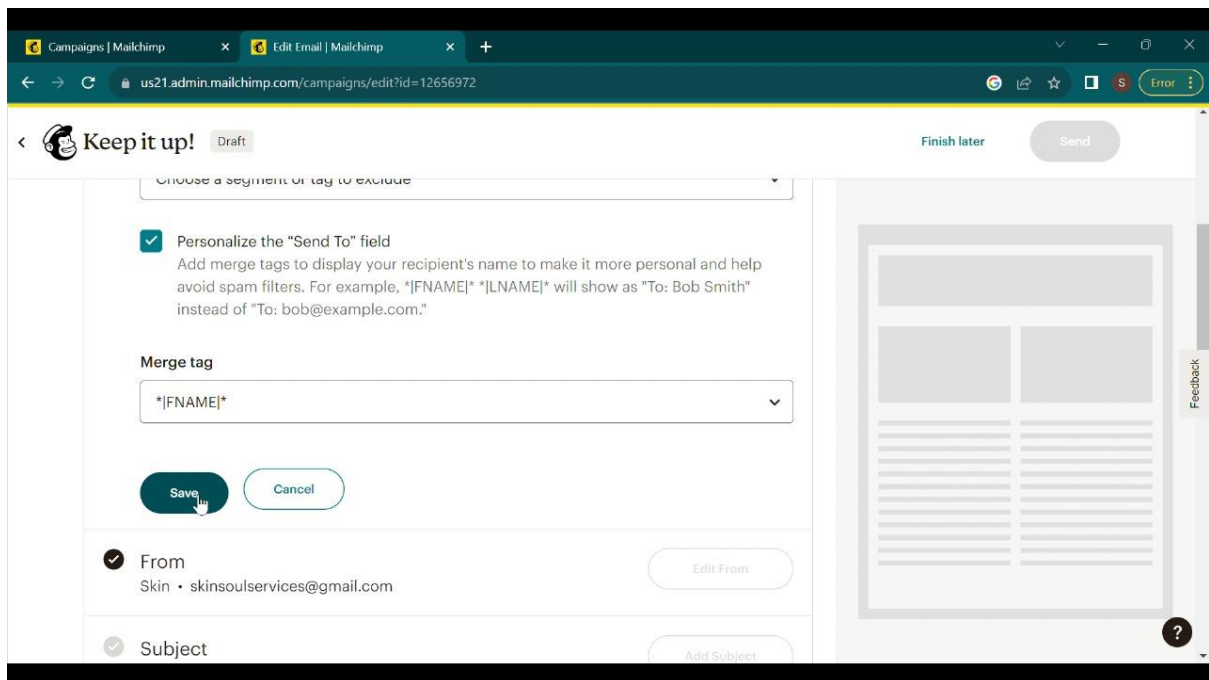 Campaigns | Mailchimp
Edit Email | Mailchimp
us21.admin.mailchimp.com/campaigns/edit?id=12656972
S
Error
Keep it up!
Draft
Finish later
Send
Choose a segment or tag to exclude
Personalize the “Send To” field
Add merge tags to display your recipient's name to make it more personal and help
avoid spam filters. For example, *|FNAME|* *|LNAME|* will show as "To: Bob Smith"
instead of "To: bob@example.com."
Merge tag
*|FNAME|*
Feedback
Save
Cancel
From
Edit From
Skin • skinsoulservices@gmail.com
?
Subject
Add Subject